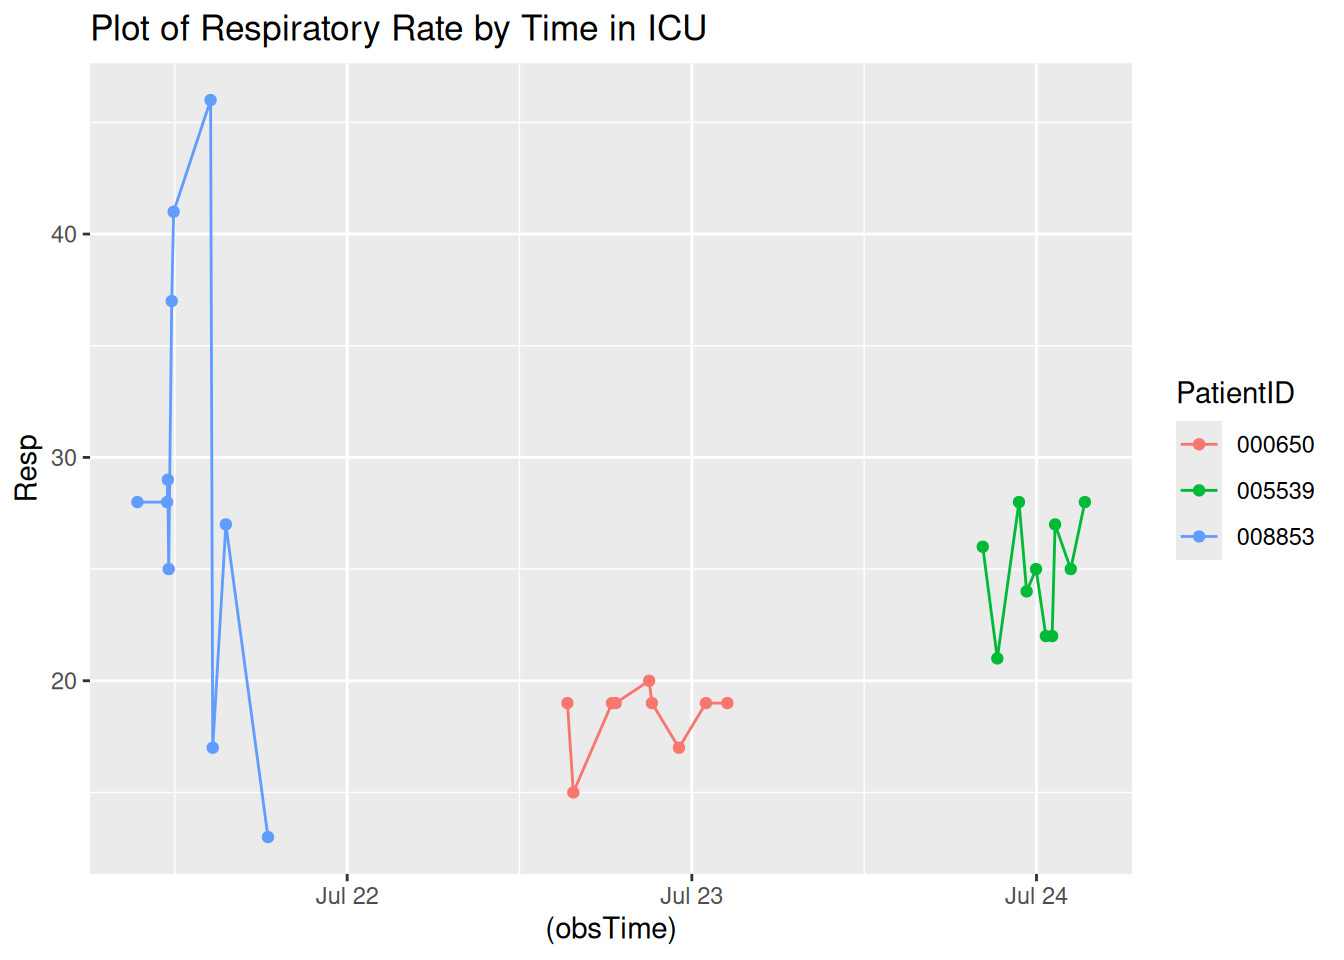 Plot of Respiratory Rate by Time in ICU
Resp
40
30
20
Jul 22
Jul 23
Jul 24
(obsTime)
PatientID
000650
005539
008853